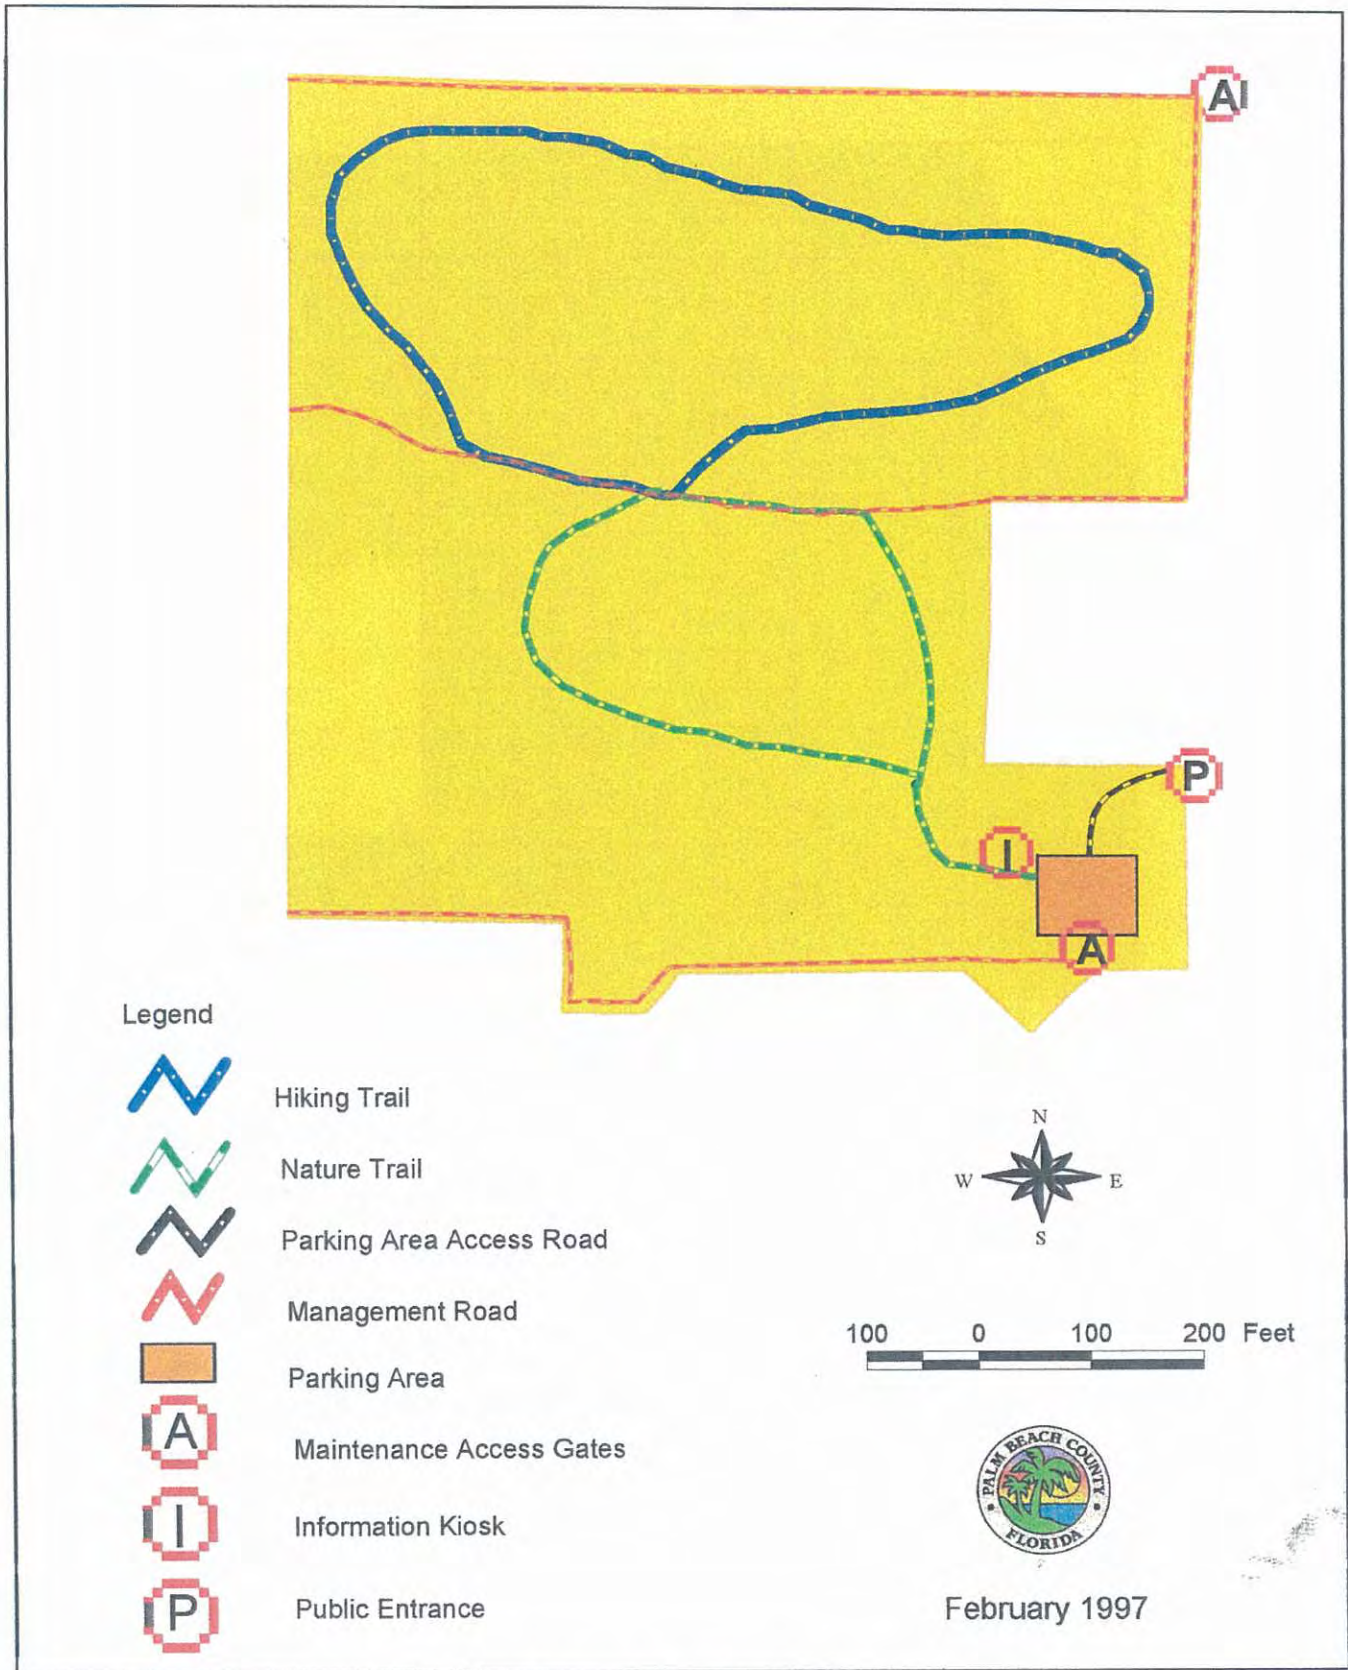 A
P
I
A
Legend
Hiking Trail
Nature Trail
Parking Area Access Road
Management Road
Parking Area
A Maintenance Access Gates
I Information Kiosk
P Public Entrance
N
W E
S
100 0 100 200 Feet
PALM BEACH COUNTY
FLORIDA
February 1997